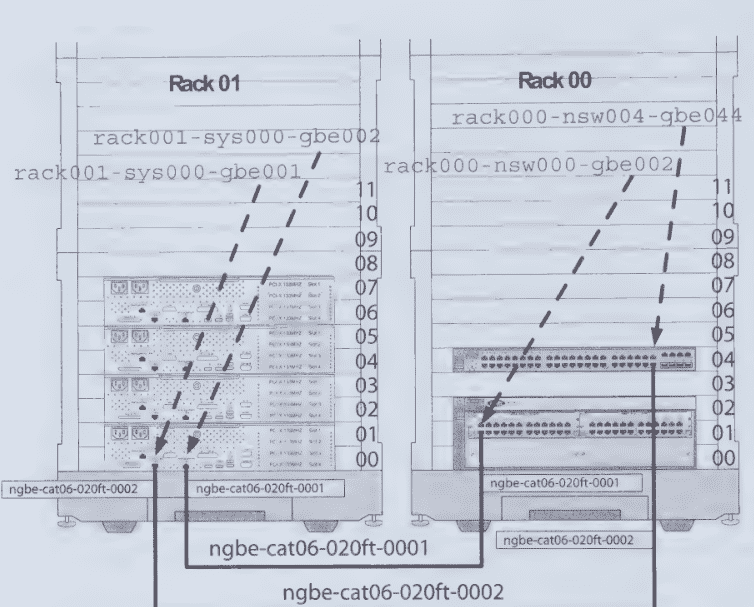 Rack 01
Rack 00
rack001-sys000-gbe002
rack001-sys000-gbe001
rack000-nsw004-gbe044
rack000-nsw000-gbe002
11
10
09
08
07
06
05
04
03
02
01
00
11
10
09
08
07
06
05
04
03
02
01
00
ngbe-cat06-020ft-0002
ngbe-cat06-020ft-0001
ngbe-cat06-020ft-0001
ngbe-cat06-020ft-0002
ngbe-cat06-020ft-0001
ngbe-cat06-020ft-0002